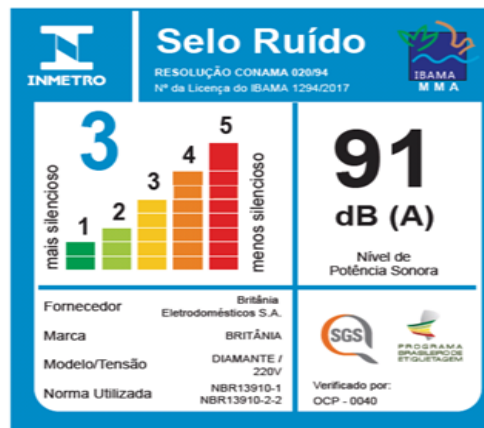 INMETRO
Selo Ruído
RESOLUÇÃO CONAMA 020/94
Nº da Licença do IBAMA 1294/2017
IBAMA
MMA
3
mais silencioso
1
2
3
4
5
menos silencioso
91
dB (A)
Nível de
Potência Sonora
Fornecedor
Britânia
Eletrodomésticos S.A.
Marca
BRITÂNIA
Modelo/Tensão
DIAMANTE /
220V
Norma Utilizada
NBR13910-1
NBR13910-2-2
SGS
PROGRAMA
BRASILEIRO DE
ETIQUETAGEM
Verificado por:
OCP - 0040